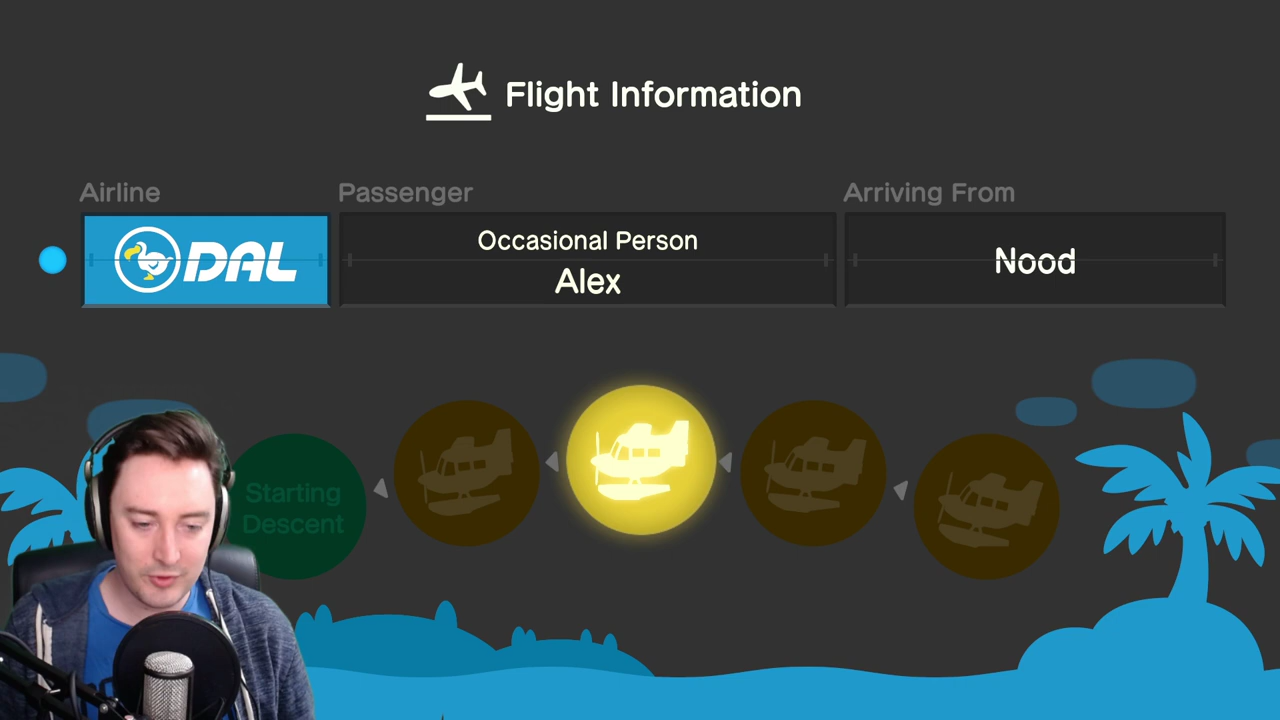 Flight Information
Airline
Passenger
Arriving From
DAL
Occasional Person
Alex
Nood
Starting
Descent